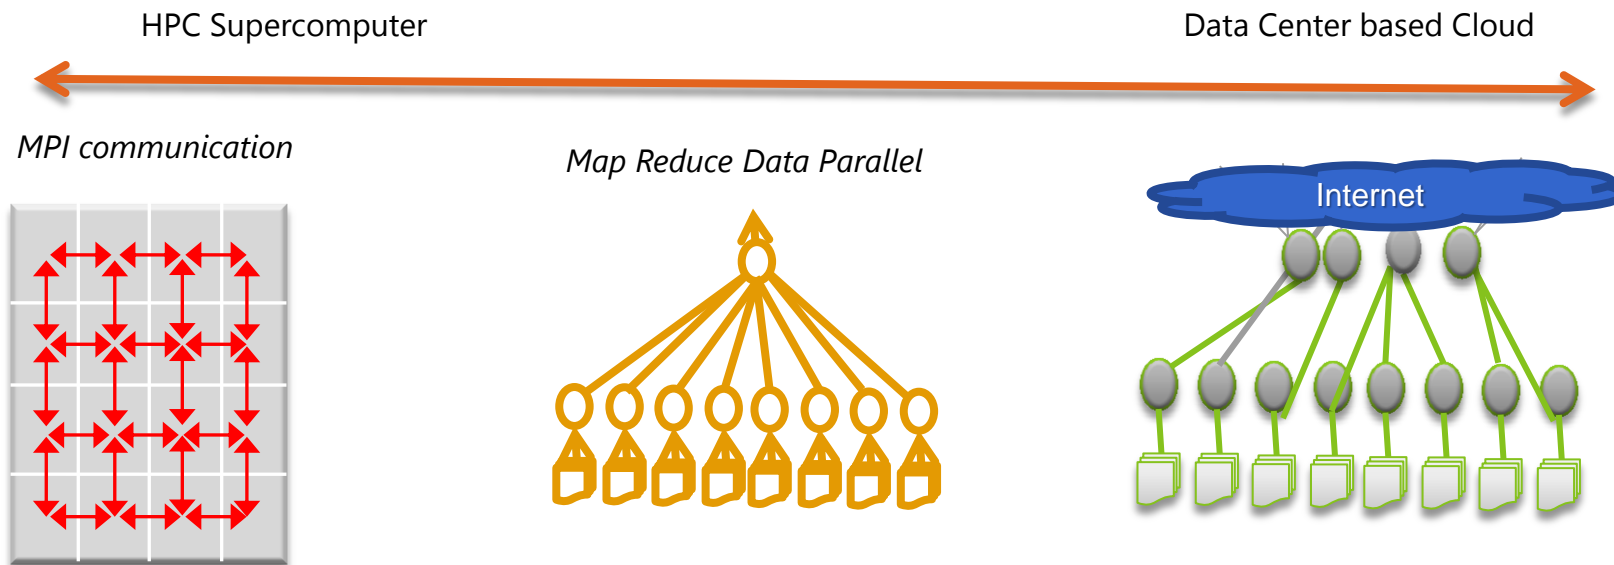 HPC Supercomputer
Data Center based Cloud
MPI communication
Map Reduce Data Parallel
Internet